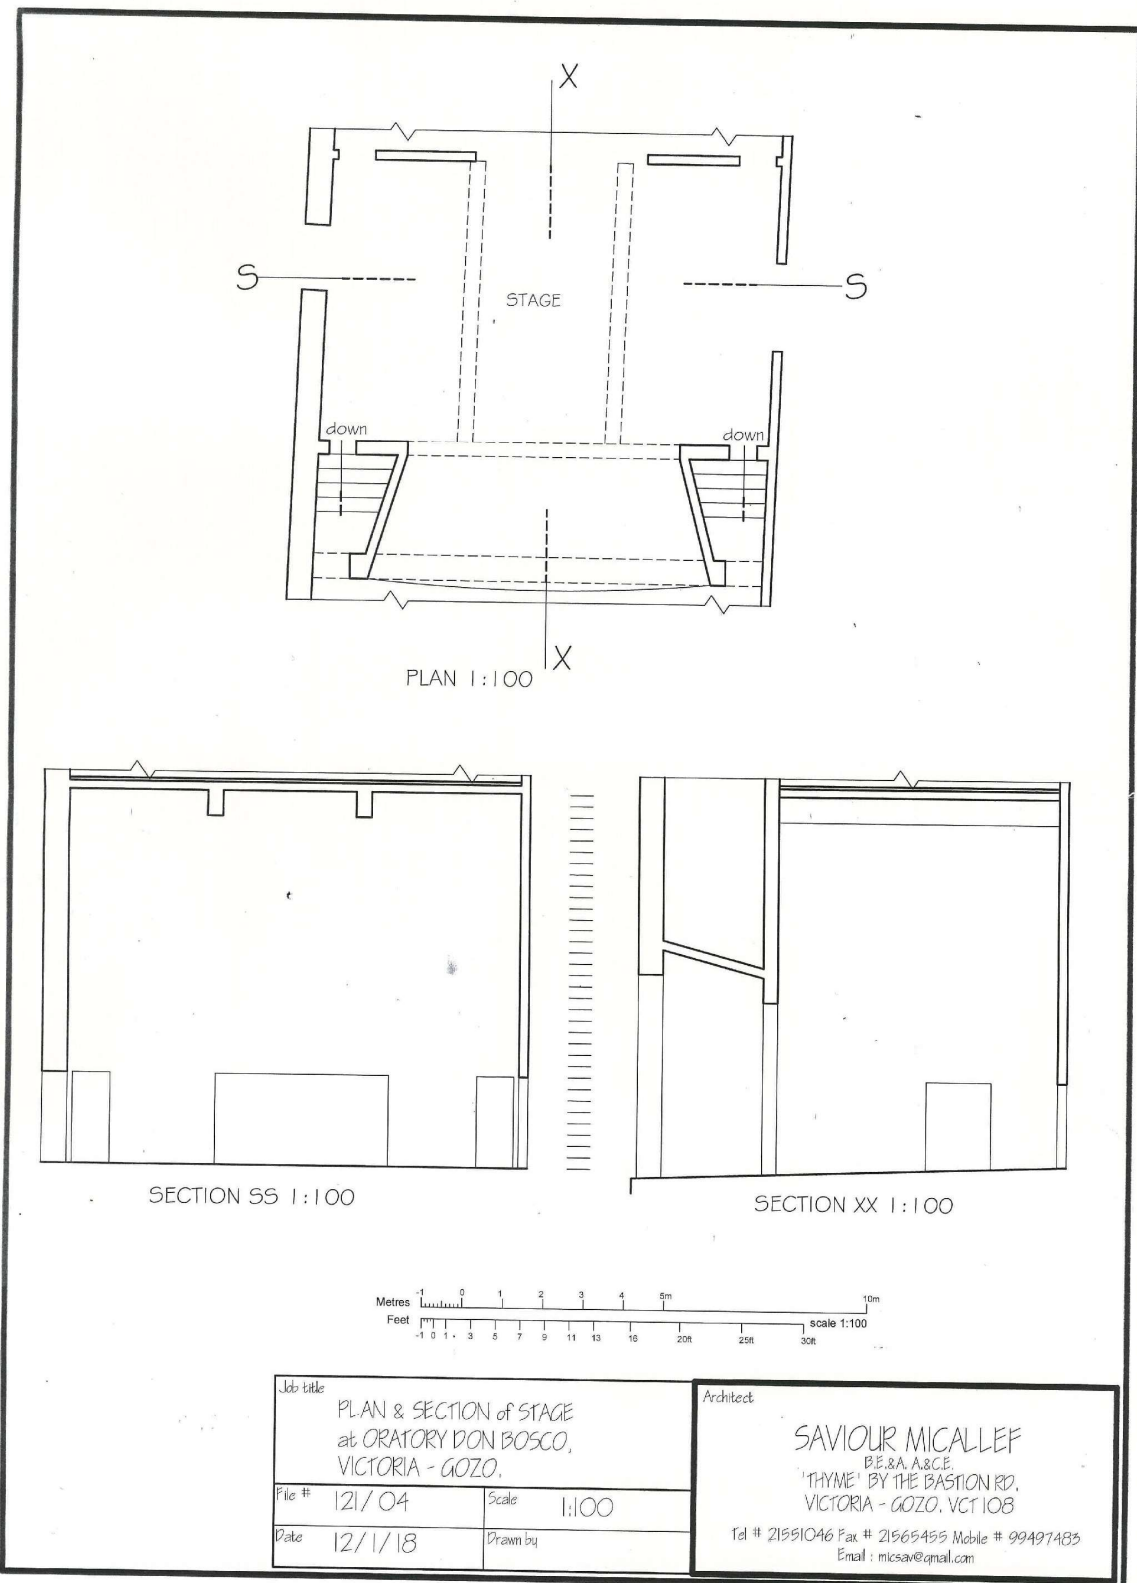 X
S
STAGE
S
down
down
X
PLAN 1:100
SECTION SS 1:100
SECTION XX 1:100
Metres -1 0 1 2 3 4 5m 10m
Feet -1 0 1 3 5 7 9 11 13 16 20ft 25ft 30ft
scale 1:100
Job title
PLAN & SECTION of STAGE
at ORATORY DON BOSCO,
VICTORIA - GOZO.
File # 121/04
Scale 1:100
Date 12/1/18
Drawn by
Architect
SAVIOUR MICALLEF
B.E.&A. A.&C.E.
'THYME' BY THE BASTION RD.
VICTORIA - GOZO. VCT 108
Tel # 21551046 Fax # 21565455 Mobile # 99497483
Email : micsav@gmail.com